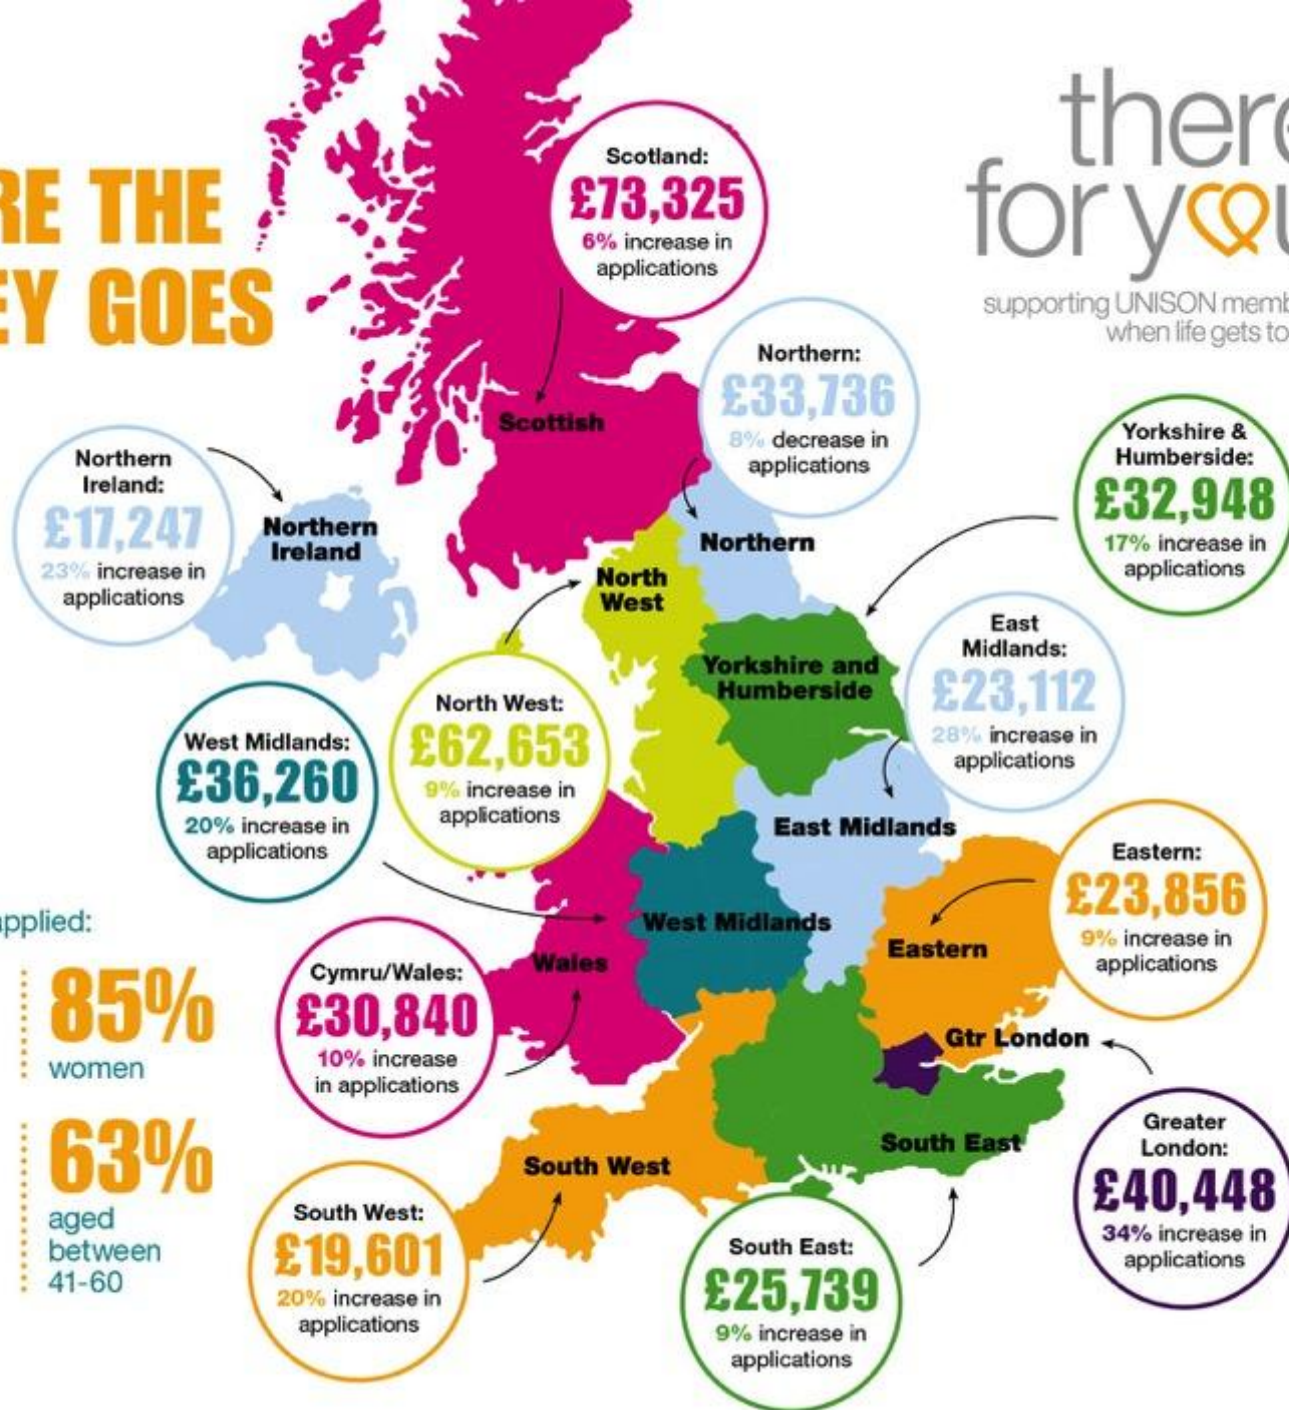 there
for you
supporting UNISON memb
when life gets to
RE THE
EY GOES
Scotland:
£73,325
6% increase in
applications
Northern:
£33,736
8% decrease in
applications
Yorkshire &
Humberside:
£32,948
17% increase in
applications
Northern
Ireland:
£17,247
23% increase in
applications
Scottish
Northern
Ireland
Northern
North
West
Yorkshire and
Humberside
East
Midlands:
£23,112
28% increase in
applications
North West:
£62,653
9% increase in
applications
West Midlands:
£36,260
20% increase in
applications
East Midlands
Eastern:
£23,856
9% increase in
applications
West Midlands
Eastern
Wales
Cymru/Wales:
£30,840
10% increase
in applications
applied:
85%
women
63%
aged
between
41-60
Gtr London
Greater
London:
£40,448
34% increase in
applications
South East
South West
South West:
£19,601
20% increase in
applications
South East:
£25,739
9% increase in
applications